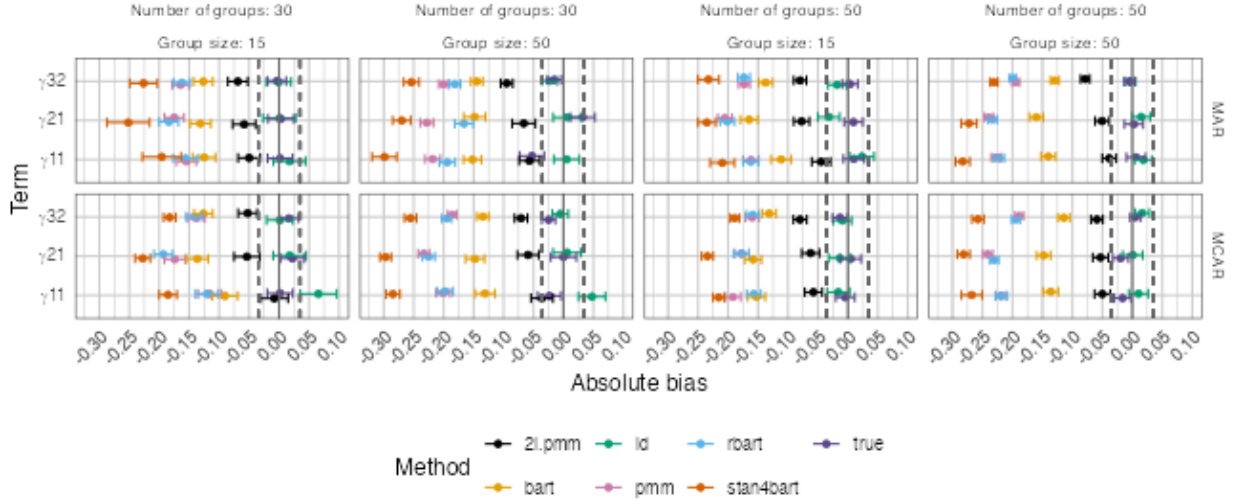 Number of groups: 30
Number of groups: 30
Number of groups: 50
Number of groups: 50
Group size: 15
Group size: 50
Group size: 15
Group size: 50
Term
γ32
γ21
γ11
MAR
γ32
γ21
γ11
MCAR
-0.30 -0.25 -0.20 -0.15 -0.10 -0.05 0.00 0.05 0.10
-0.30 -0.25 -0.20 -0.15 -0.10 -0.05 0.00 0.05 0.10
-0.30 -0.25 -0.20 -0.15 -0.10 -0.05 0.00 0.05 0.10
-0.30 -0.25 -0.20 -0.15 -0.10 -0.05 0.00 0.05 0.10
Absolute bias
Method
2l.pmm ld rbart true
bart pmm stan4bart